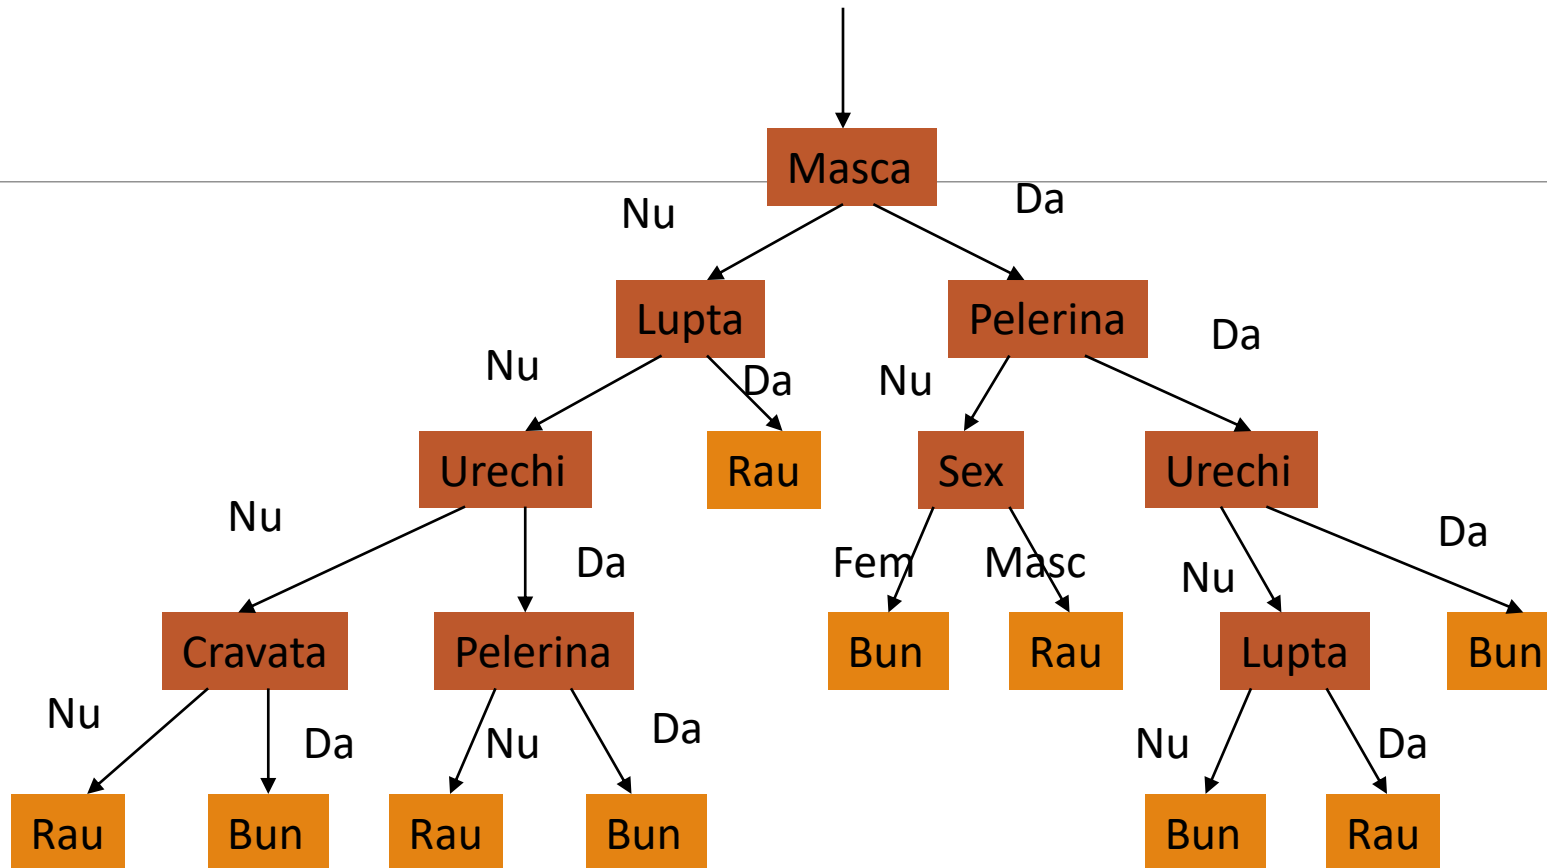 Masca
Nu
Da
Lupta
Pelerina
Nu
Da
Nu
Da
Urechi
Rau
Sex
Urechi
Nu
Da
Fem
Masc
Nu
Da
Cravata
Pelerina
Bun
Rau
Lupta
Bun
Nu
Da
Nu
Da
Nu
Da
Rau
Bun
Rau
Bun
Bun
Rau